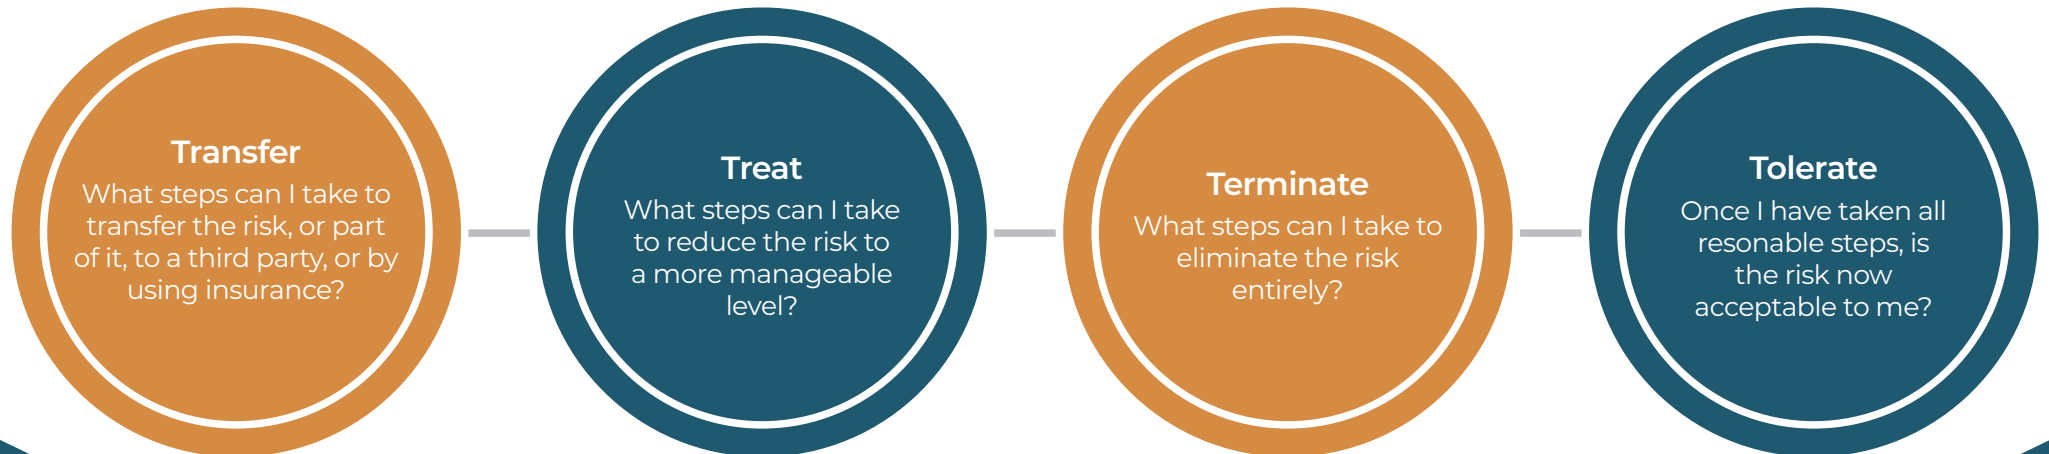 Transfer
What steps can I take to
transfer the risk, or part
of it, to a third party, or by
using insurance?
Treat
What steps can I take
to reduce the risk to
a more manageable
level?
Terminate
What steps can I take to
eliminate the risk
entirely?
Tolerate
Once I have taken all
resonable steps, is
the risk now
acceptable to me?